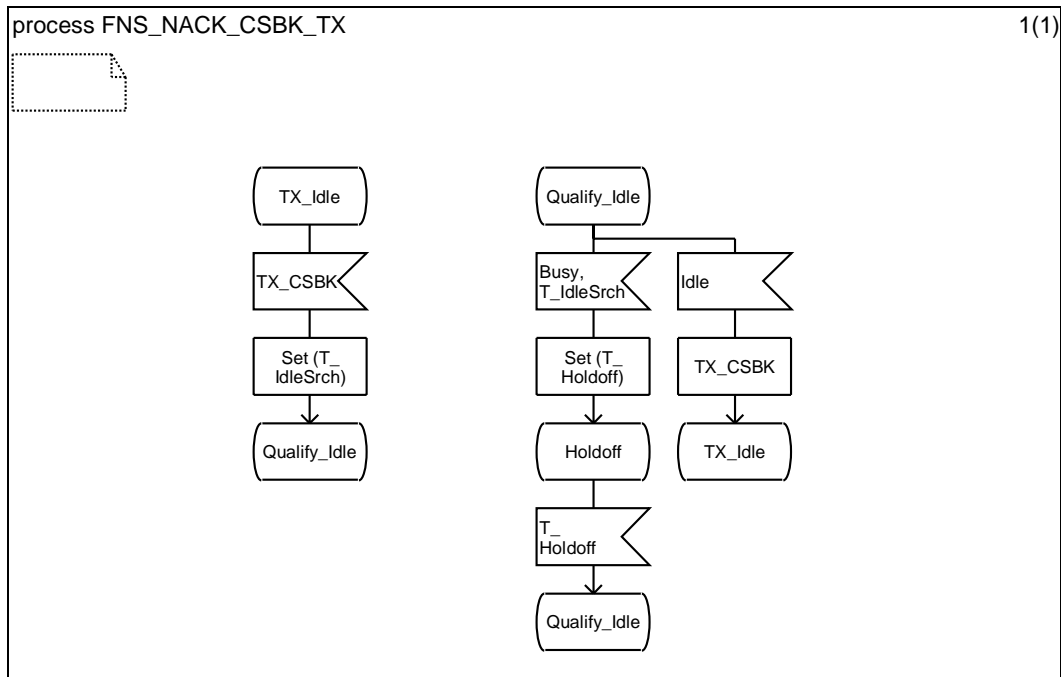 process FNS_NACK_CSBK_TX
1(1)
TX_Idle
TX_CSBK
Set (T_
IdleSrch)
Qualify_Idle
Qualify_Idle
Busy,
T_IdleSrch
Set (T_
Holdoff)
Holdoff
T_
Holdoff
Qualify_Idle
Idle
TX_CSBK
TX_Idle